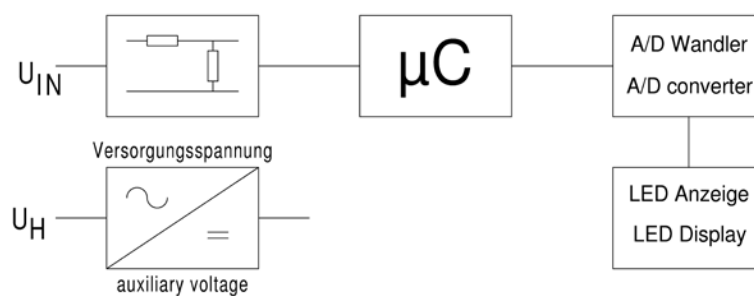 U_IN
µC
A/D Wandler
A/D converter
Versorgungsspannung
U_H
auxiliary voltage
LED Anzeige
LED Display